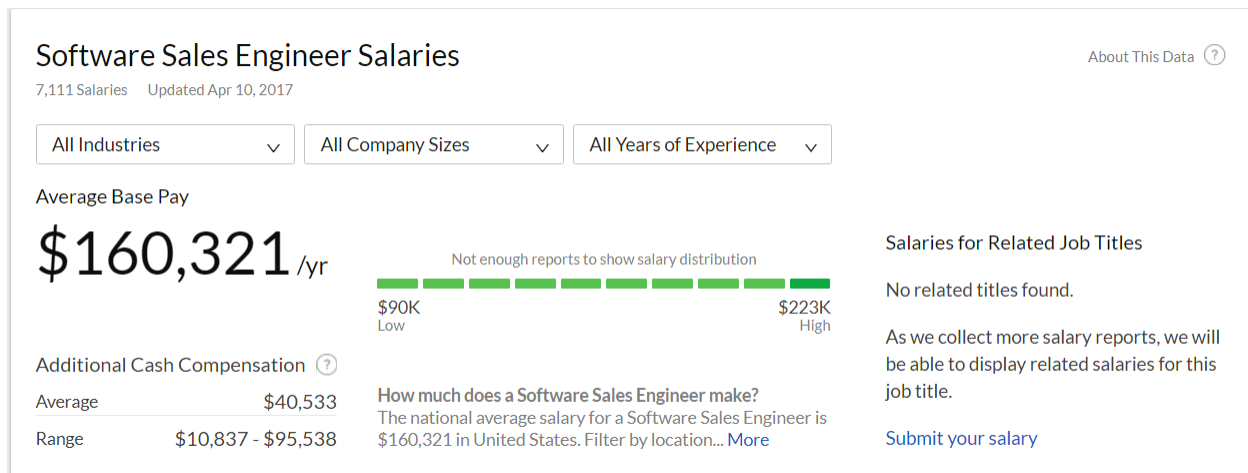 Software Sales Engineer Salaries
About This Data ?
7,111 Salaries Updated Apr 10, 2017
All Industries
All Company Sizes
All Years of Experience
Average Base Pay
$160,321 /yr
Not enough reports to show salary distribution
$90K
Low
$223K
High
Additional Cash Compensation ?
Average $40,533
Range $10,837 - $95,538
How much does a Software Sales Engineer make?
The national average salary for a Software Sales Engineer is
$160,321 in United States. Filter by location... More
Salaries for Related Job Titles
No related titles found.
As we collect more salary reports, we will
be able to display related salaries for this
job title.
Submit your salary